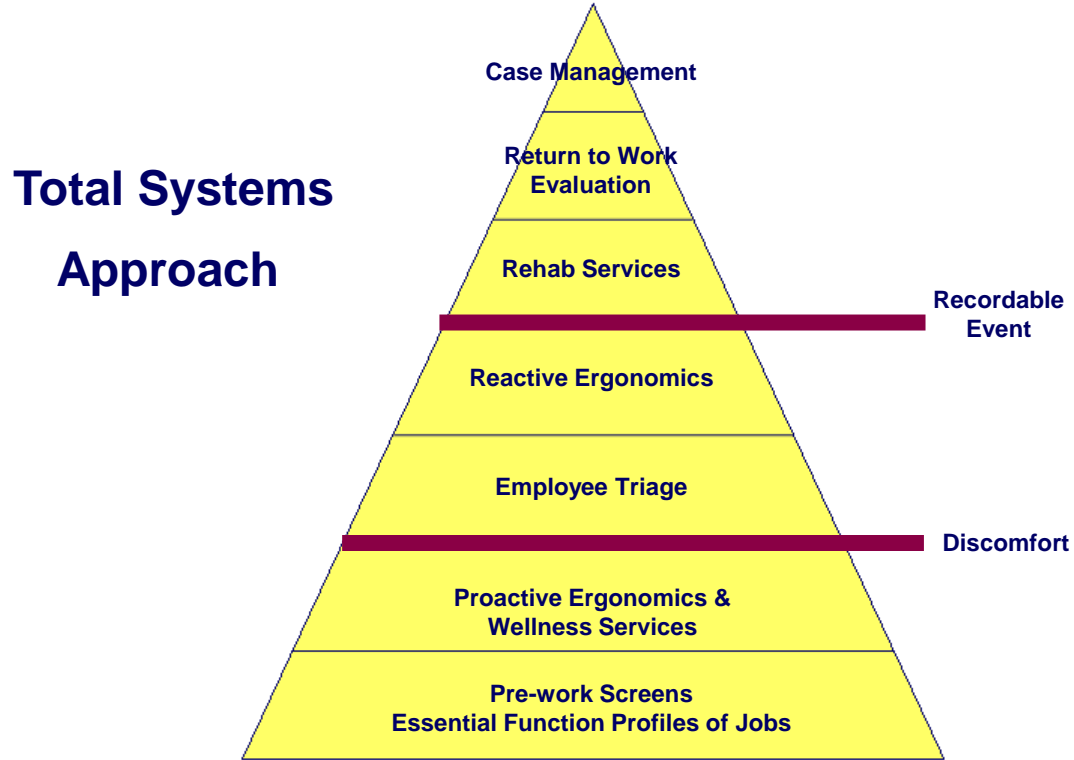 Case Management
Return to Work
Evaluation
Total Systems
Approach
Rehab Services
Recordable
Event
Reactive Ergonomics
Employee Triage
Discomfort
Proactive Ergonomics &
Wellness Services
Pre-work Screens
Essential Function Profiles of Jobs